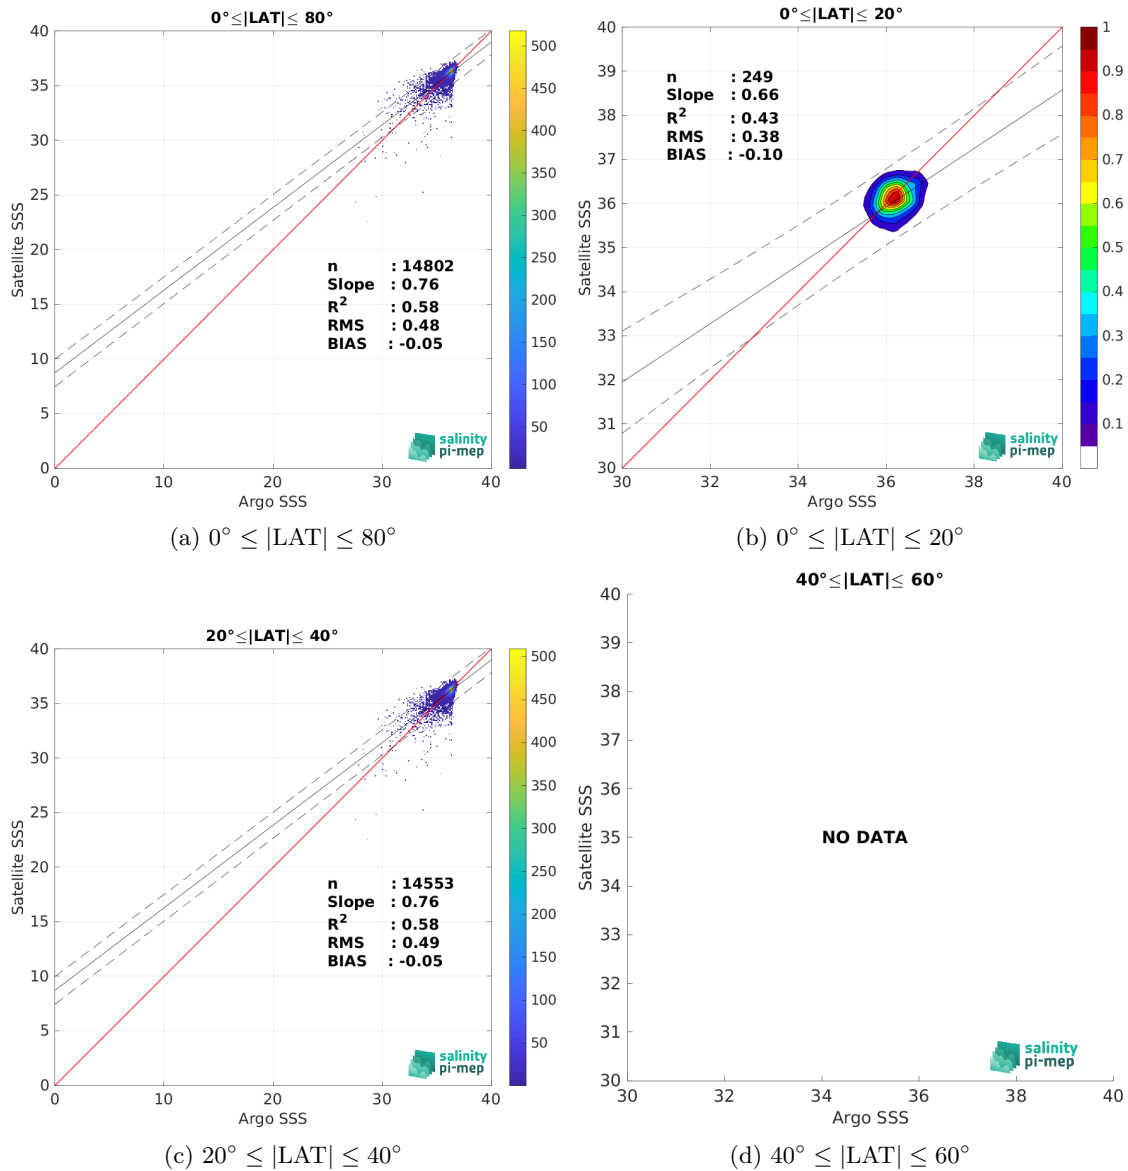 0°≤|LAT|≤ 80°
40
35
30
25
20
15
10
5
0
0
10
20
30
40
Satellite SSS
Argo SSS
n : 14802
Slope : 0.76
R² : 0.58
RMS : 0.48
BIAS : -0.05
salinity
pi-mep
500
450
400
350
300
250
200
150
100
50
(a) 0° ≤ |LAT| ≤ 80°
0°≤|LAT|≤ 20°
40
39
38
37
36
35
34
33
32
31
30
30
32
34
36
38
40
Satellite SSS
Argo SSS
n : 249
Slope : 0.66
R² : 0.43
RMS : 0.38
BIAS : -0.10
salinity
pi-mep
1
0.9
0.8
0.7
0.6
0.5
0.4
0.3
0.2
0.1
(b) 0° ≤ |LAT| ≤ 20°
20°≤|LAT|≤ 40°
40
35
30
25
20
15
10
5
0
0
10
20
30
40
Satellite SSS
Argo SSS
n : 14553
Slope : 0.76
R² : 0.58
RMS : 0.49
BIAS : -0.05
salinity
pi-mep
500
450
400
350
300
250
200
150
100
50
0
(c) 20° ≤ |LAT| ≤ 40°
40°≤|LAT|≤ 60°
40
39
38
37
36
35
34
33
32
31
30
30
32
34
36
38
40
Satellite SSS
Argo SSS
NO DATA
salinity
pi-mep
(d) 40° ≤ |LAT| ≤ 60°